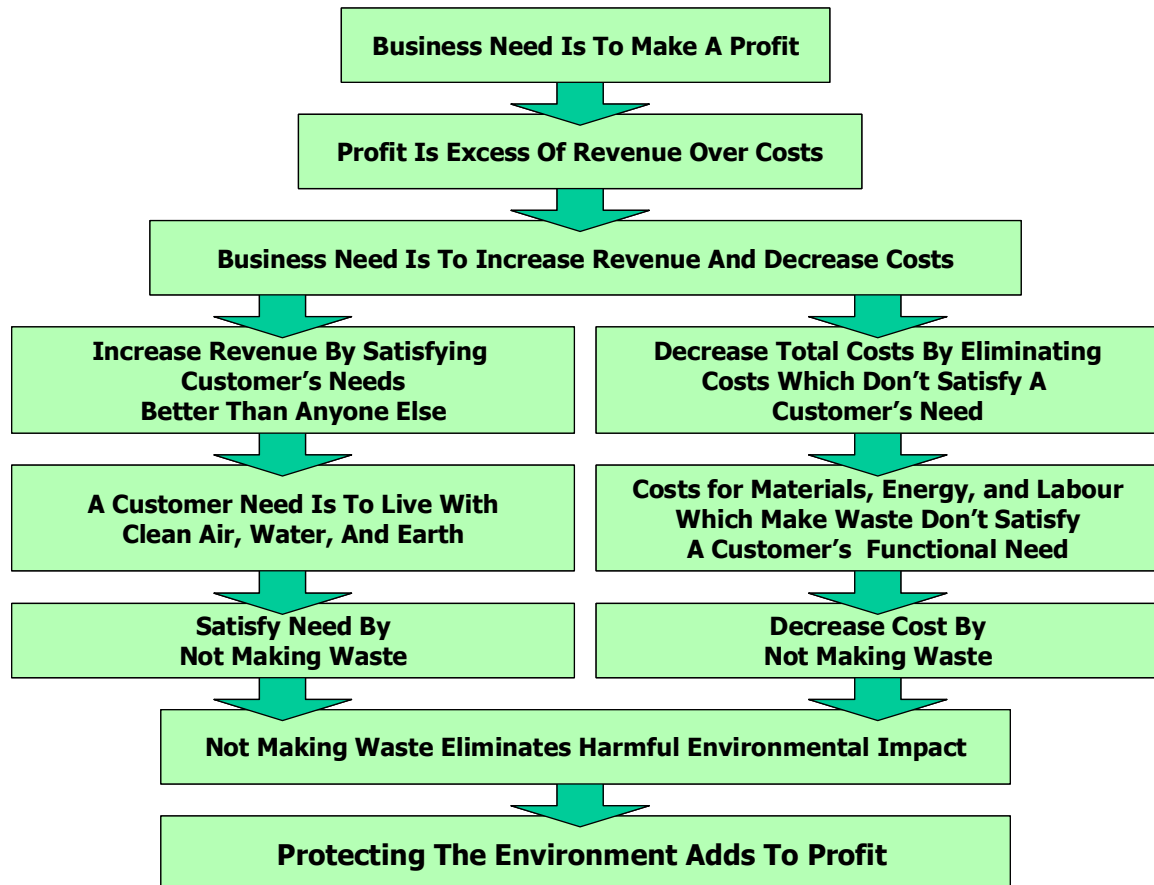 Business Need Is To Make A Profit
Profit Is Excess Of Revenue Over Costs
Business Need Is To Increase Revenue And Decrease Costs
Increase Revenue By Satisfying
Customer's Needs
Better Than Anyone Else
Decrease Total Costs By Eliminating
Costs Which Don't Satisfy A
Customer's Need
A Customer Need Is To Live With
Clean Air, Water, And Earth
Costs for Materials, Energy, and Labour
Which Make Waste Don't Satisfy
A Customer's  Functional Need
Satisfy Need By
Not Making Waste
Decrease Cost By
Not Making Waste
Not Making Waste Eliminates Harmful Environmental Impact
Protecting The Environment Adds To Profit